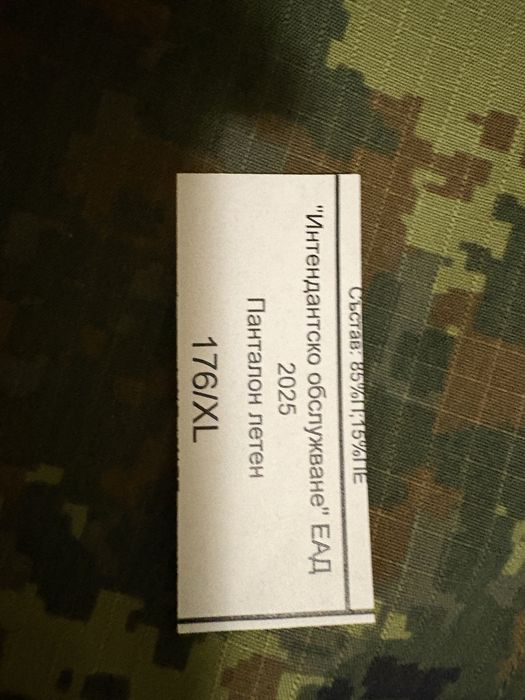 Състав: 85%П;15%ПЕ
"Интендантско обслужване" ЕАД
2025
Панталон летен
176/XL